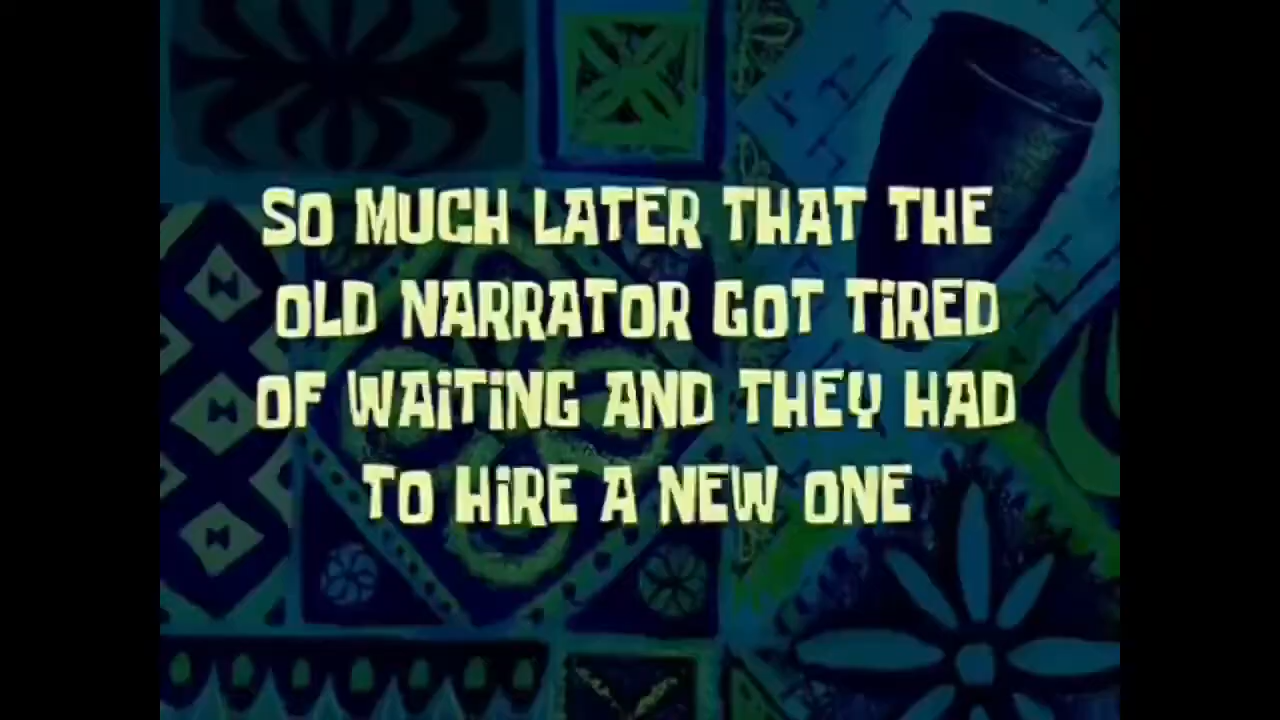 SO MUCH LATER THAT THE
OLD NARRATOR GOT TiRED
OF WAiTiNG AND THEY HAD
TO HiRE A NEW ONE